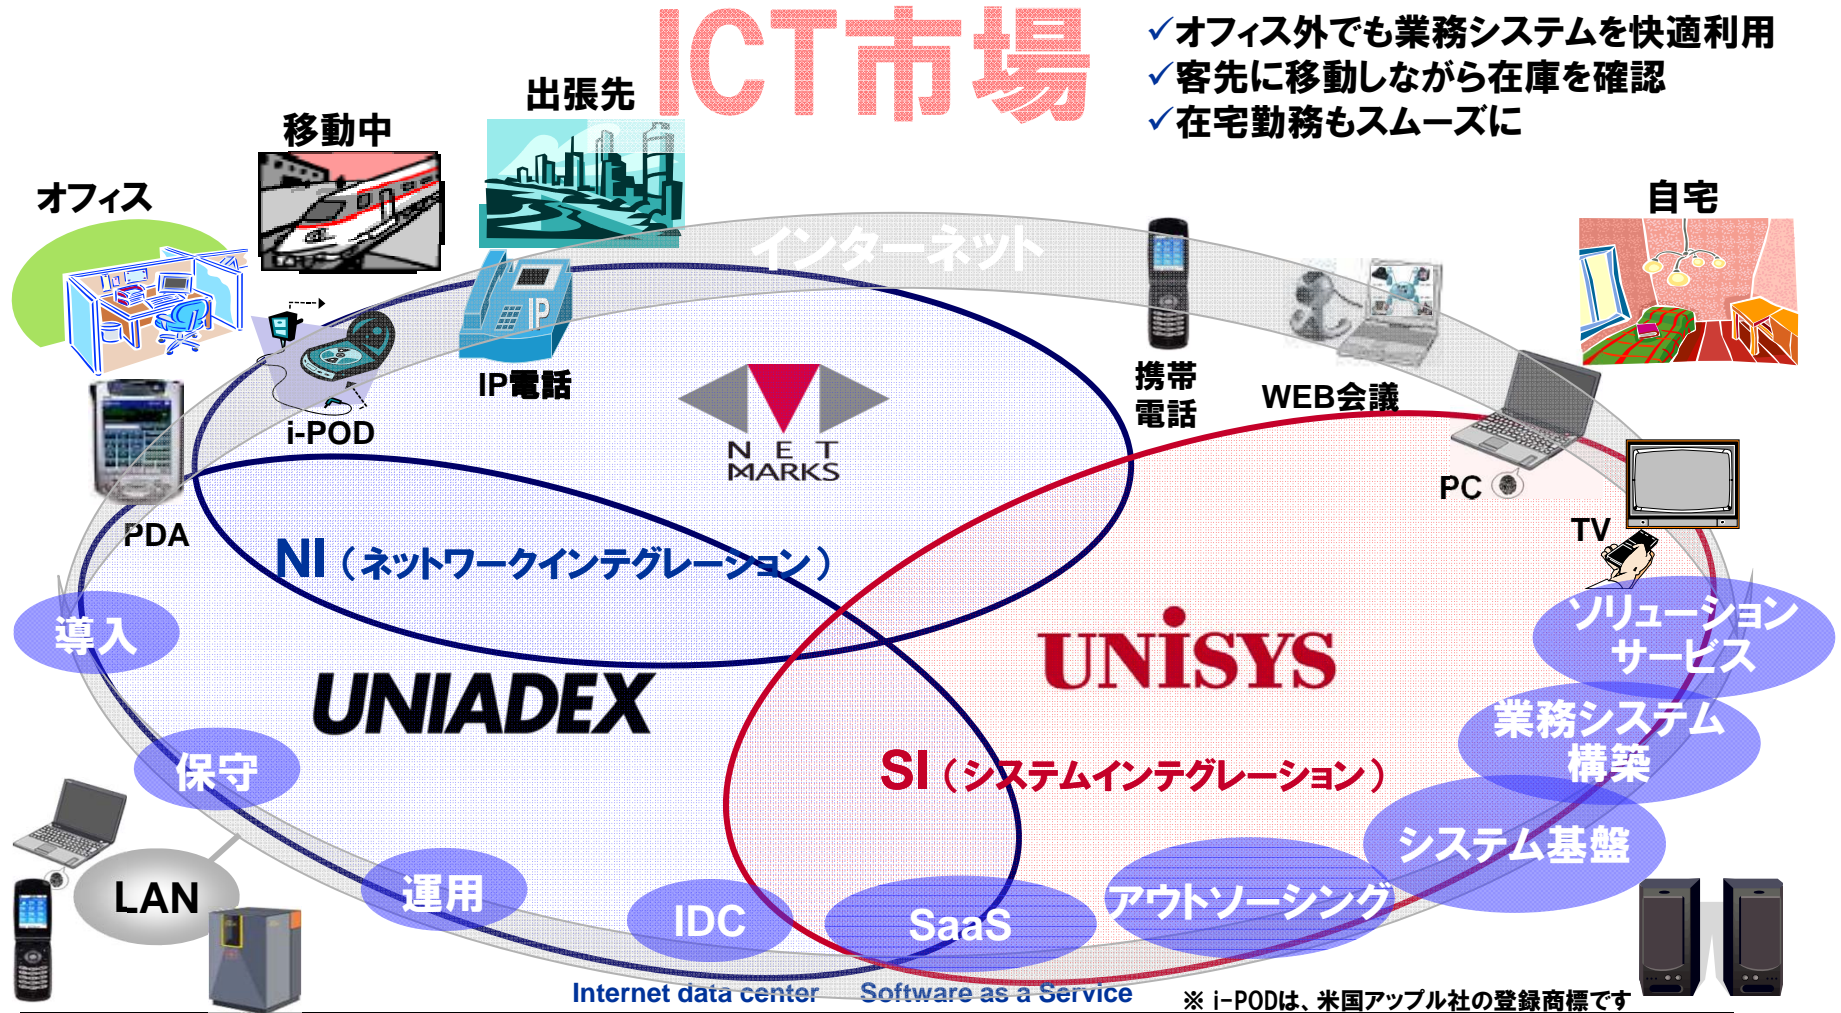 ICT市場
✓オフィス外でも業務システムを快適利用
✓客先に移動しながら在庫を確認
✓在宅勤務もスムーズに
出張先
移動中
オフィス
自宅
インターネット
IP
IP電話
i-POD
携帯
電話
WEB会議
PC
TV
PDA
NET
MARKS
NI（ネットワークインテグレーション）
UNIADEX
UNISYS
SI（システムインテグレーション）
導入
保守
運用
IDC
SaaS
アウトソーシング
システム基盤
業務システム
構築
ソリューション
サービス
LAN
Internet data center
Software as a Service
※ i-PODは、米国アップル社の登録商標です